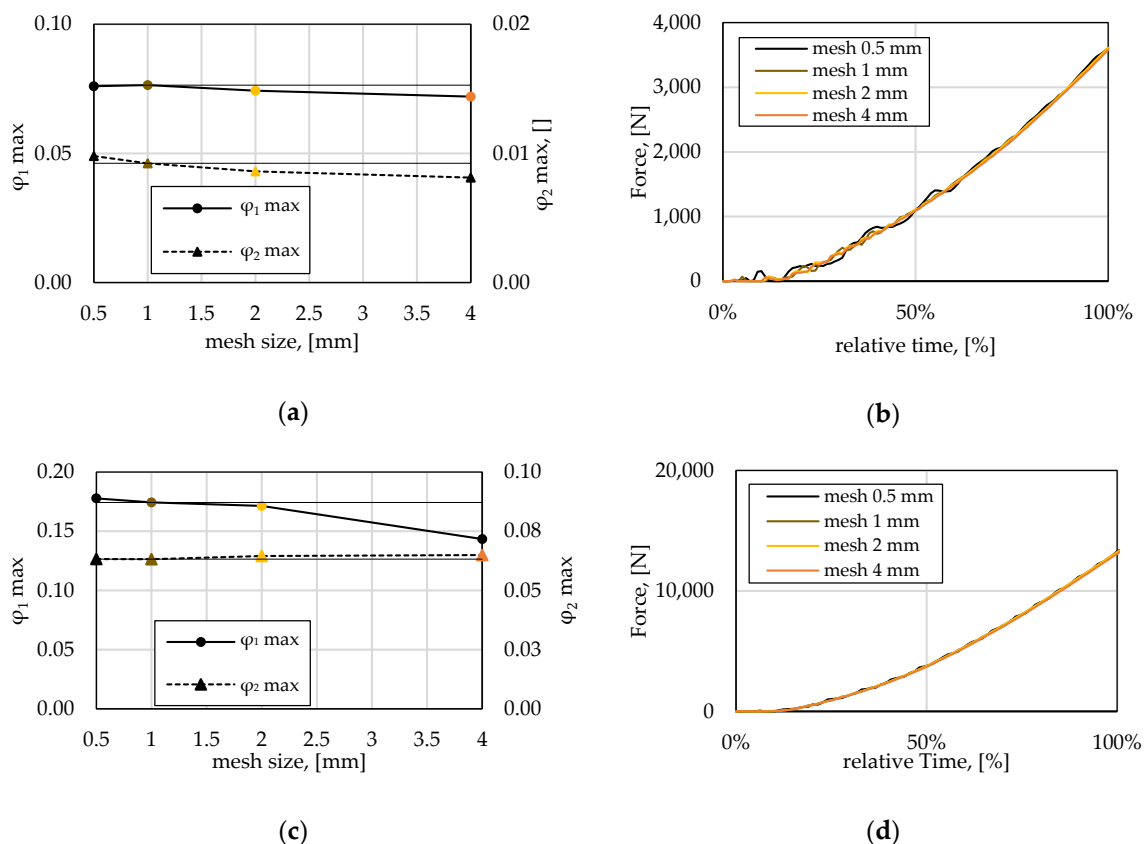 0.10
0.05
0.00
φ₁ max
0.02
0.01
0.00
φ₂ max, []
φ₁ max
φ₂ max
0.5 1 1.5 2 2.5 3 3.5 4
mesh size, [mm]
(a)
4,000
3,000
2,000
1,000
0
Force, [N]
mesh 0.5 mm
mesh 1 mm
mesh 2 mm
mesh 4 mm
0% 50% 100%
relative time, [%]
(b)
0.20
0.15
0.10
0.05
0.00
φ₁ max
0.10
0.08
0.05
0.03
0.00
φ₂ max
φ₁ max
φ₂ max
0.5 1 1.5 2 2.5 3 3.5 4
mesh size, [mm]
(c)
20,000
10,000
0
Force, [N]
mesh 0.5 mm
mesh 1 mm
mesh 2 mm
mesh 4 mm
0% 50% 100%
relative Time, [%]
(d)